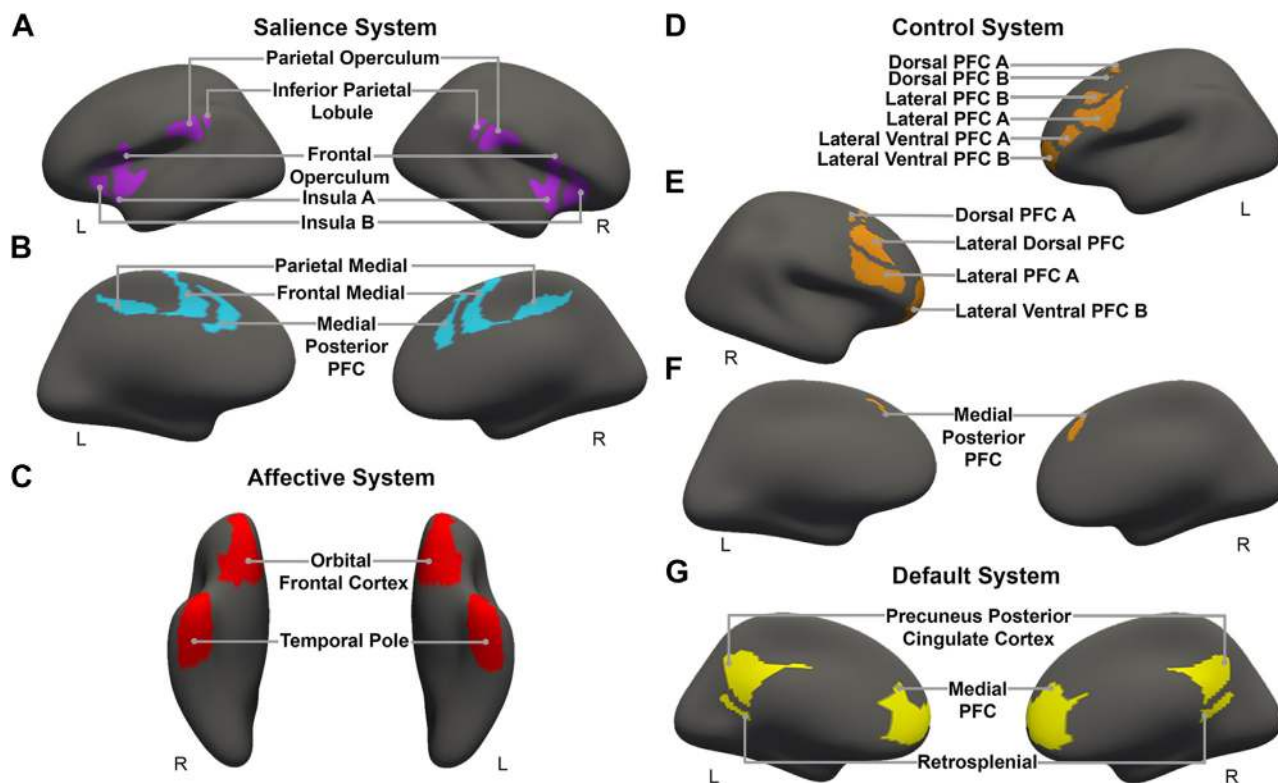 A
Salience System
Parietal Operculum
Inferior Parietal
Lobule
Frontal
Operculum
Insula A
Insula B
L
R
B
Parietal Medial
Frontal Medial
Medial
Posterior
PFC
L
R
C
Affective System
Orbital
Frontal Cortex
Temporal Pole
R
L
D
Control System
Dorsal PFC A
Dorsal PFC B
Lateral PFC B
Lateral PFC A
Lateral Ventral PFC A
Lateral Ventral PFC B
L
E
Dorsal PFC A
Lateral Dorsal PFC
Lateral PFC A
Lateral Ventral PFC B
R
F
Medial
Posterior
PFC
L
R
G
Default System
Precuneus Posterior
Cingulate Cortex
Medial
PFC
Retrosplenial
L
R